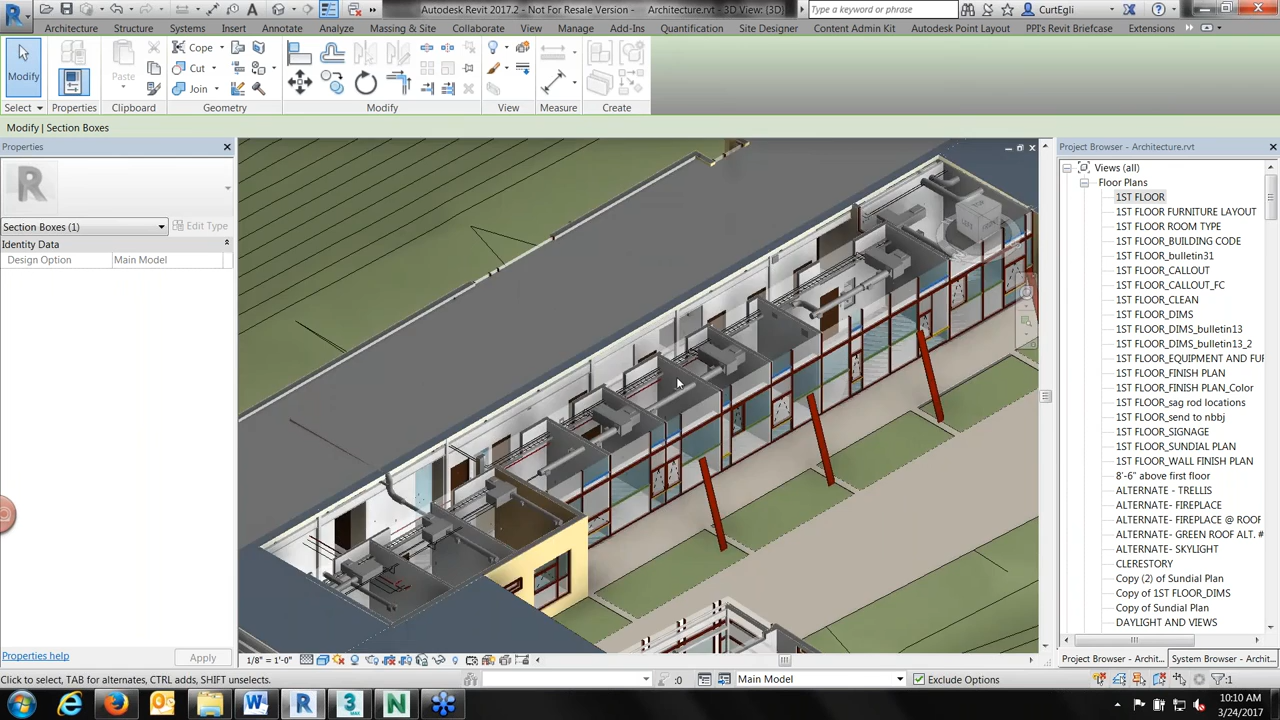 Autodesk Revit 2017.2 - Not For Resale Version - Architecture.rvt - 3D View: {3D}
Type a keyword or phrase
CurtEgli
Architecture Structure Systems Insert Annotate Analyze Massing & Site Collaborate View Manage Add-Ins Quantification Site Designer Content Admin Kit Autodesk Point Layout PPI's Revit Briefcase Extensions
Modify
Paste
Cope
Cut
Join
Select Properties Clipboard Geometry Modify View Measure Create
Modify | Section Boxes
Properties
Section Boxes (1)
Edit Type
Identity Data
Design Option Main Model
Properties help
Apply
1/8" = 1'-0"
Project Browser - Architecture.rvt
Views (all)
Floor Plans
1ST FLOOR
1ST FLOOR FURNITURE LAYOUT
1ST FLOOR ROOM TYPE
1ST FLOOR_BUILDING CODE
1ST FLOOR_bulletin31
1ST FLOOR_CALLOUT
1ST FLOOR_CALLOUT_FC
1ST FLOOR_CLEAN
1ST FLOOR_DIMS
1ST FLOOR_DIMS_bulletin13
1ST FLOOR_DIMS_bulletin13_2
1ST FLOOR_EQUIPMENT AND FUR
1ST FLOOR_FINISH PLAN
1ST FLOOR_FINISH PLAN_Color
1ST FLOOR_sag rod locations
1ST FLOOR_send to nbbj
1ST FLOOR_SIGNAGE
1ST FLOOR_SUNDIAL PLAN
1ST FLOOR_WALL FINISH PLAN
8'-6" above first floor
ALTERNATE - TRELLIS
ALTERNATE- FIREPLACE
ALTERNATE- FIREPLACE @ ROOF
ALTERNATE- GREEN ROOF ALT. #
ALTERNATE- SKYLIGHT
CLERESTORY
Copy (2) of Sundial Plan
Copy of 1ST FLOOR_DIMS
Copy of Sundial Plan
DAYLIGHT AND VIEWS
Project Browser - Architec... System Browser - Archit...
Click to select, TAB for alternates, CTRL adds, SHIFT unselects.
:0
Main Model
Exclude Options
:1
10:10 AM
3/24/2017